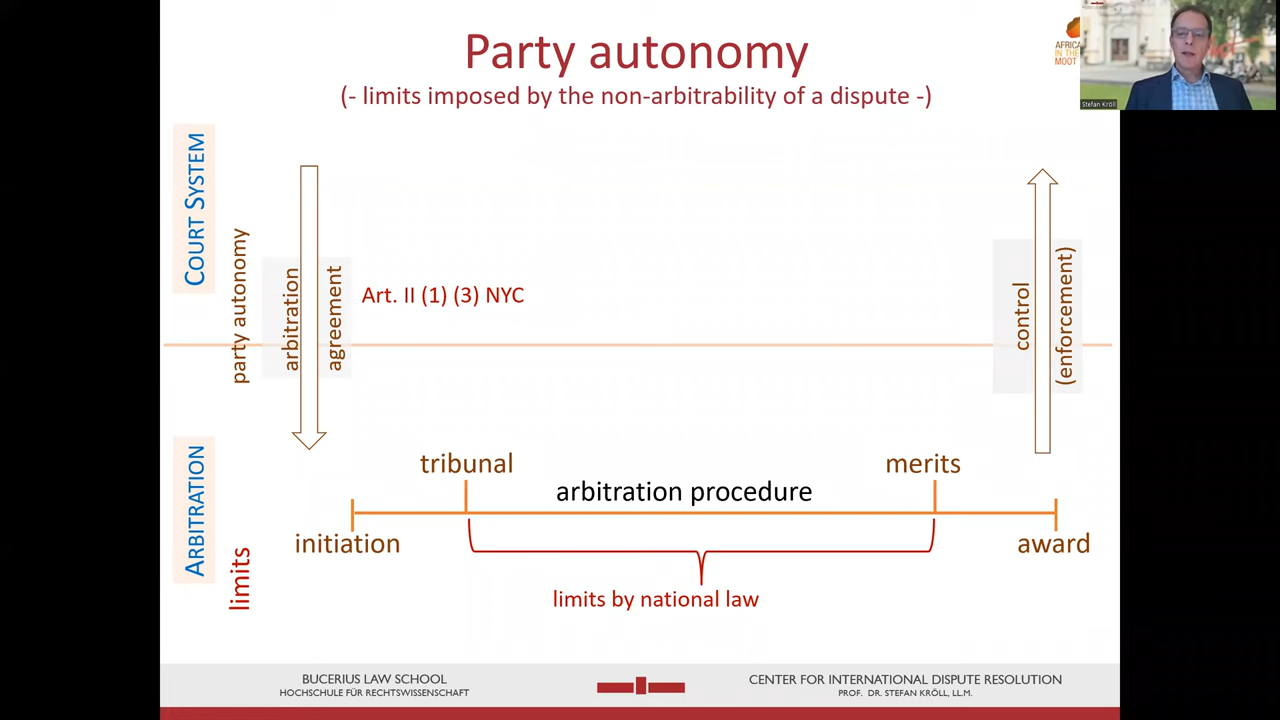 Party autonomy
(- limits imposed by the non-arbitrability of a dispute -)
AFRICA
IN THE
MOOT
Stefan Kröll
COURT SYSTEM
party autonomy
arbitration
agreement
Art. II (1) (3) NYC
control
(enforcement)
ARBITRATION
limits
tribunal
merits
arbitration procedure
initiation
award
limits by national law
BUCERIUS LAW SCHOOL
HOCHSCHULE FÜR RECHTSWISSENSCHAFT
CENTER FOR INTERNATIONAL DISPUTE RESOLUTION
PROF. DR. STEFAN KRÖLL, LL.M.